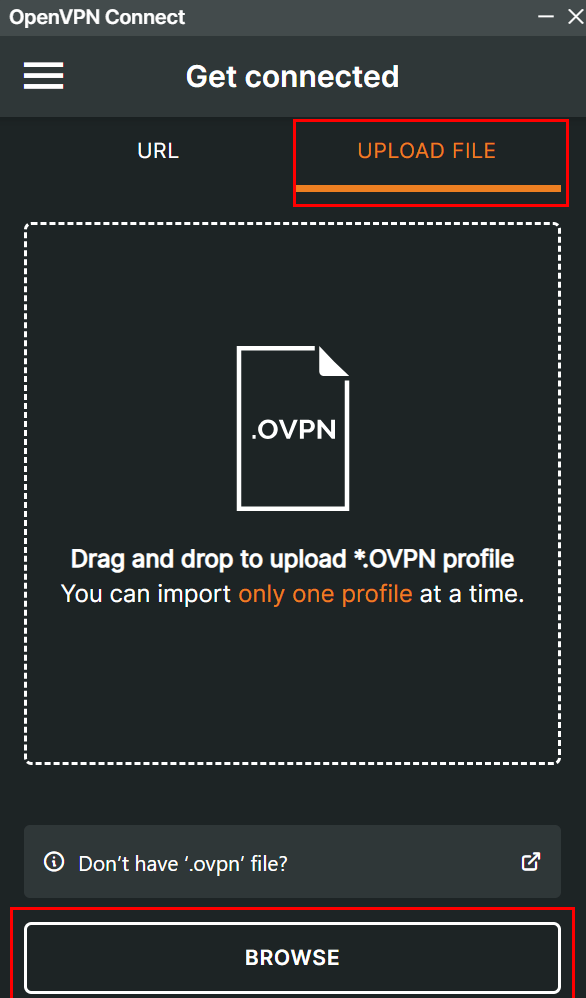 OpenVPN Connect
Get connected
URL
UPLOAD FILE
.OVPN
Drag and drop to upload *.OVPN profile
You can import only one profile at a time.
Don’t have ‘.ovpn’ file?
BROWSE